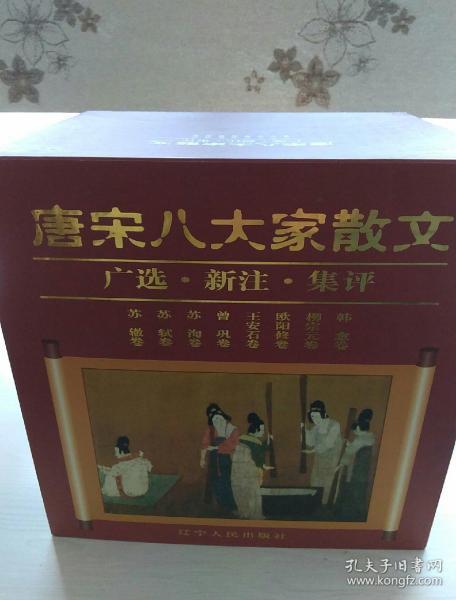 唐宋八大家散文
广选·新注·集评
韩愈卷
柳宗元卷
欧阳修卷
王安石卷
曾巩卷
苏洵卷
苏轼卷
苏辙卷
辽宁人民出版社
孔夫子旧书网
www.kongfz.com